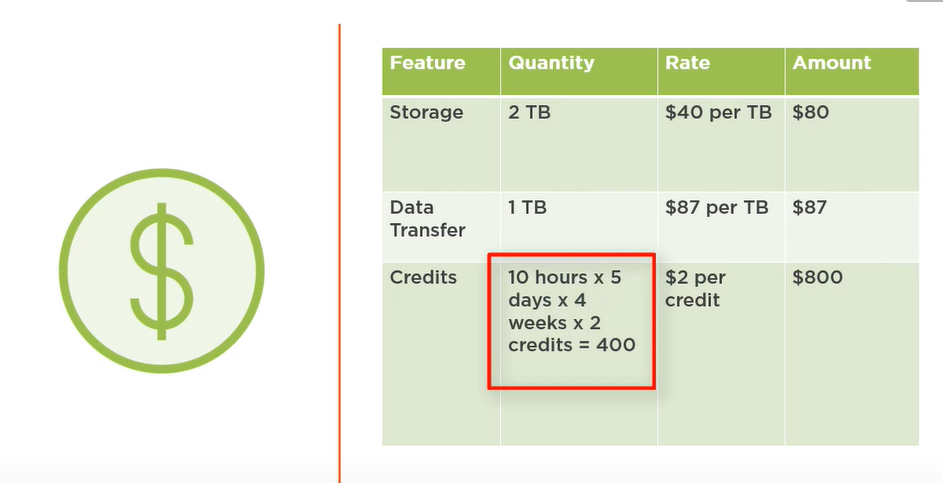 Feature Quantity Rate Amount
Storage 2 TB $40 per TB $80
Data 1 TB $87 per TB $87
Transfer
Credits 10 hours x 5 $2 per $800
days x 4 credit
weeks x 2
credits = 400
$